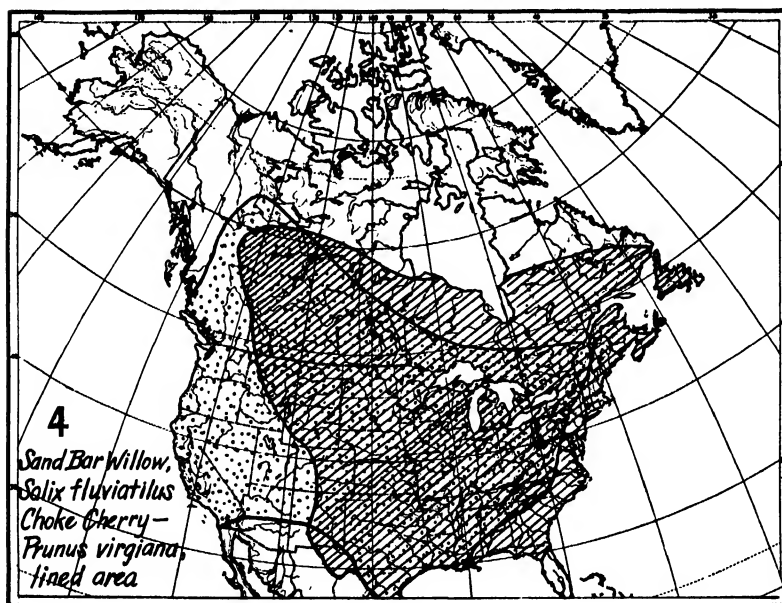 4
Sand Bar Willow,
Salix fluviatilus
Choke Cherry—
Prunus virgiana,
lined area